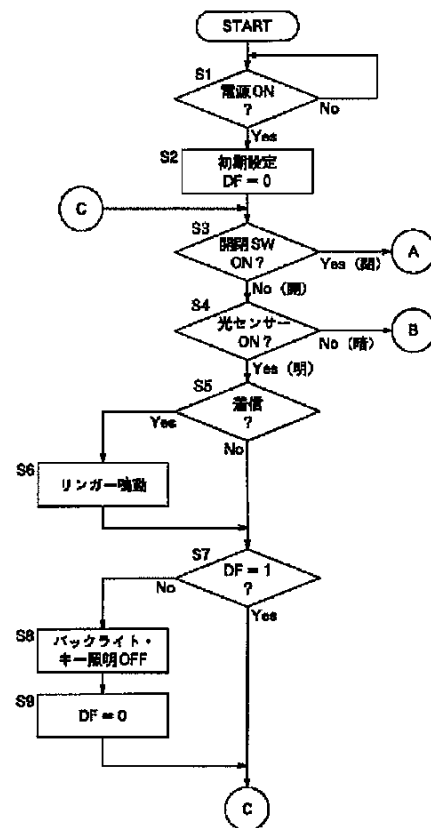 START
S1
電源ON
?
No
Yes
S2
初期設定
DF = 0
C
S3
開閉SW
ON?
Yes (閉)
A
No (開)
S4
光センサー
ON?
No (暗)
B
Yes (明)
S5
着信
?
Yes
No
S6
リンガー鳴動
S7
DF = 1
?
No
Yes
S8
バックライト・
キー照明OFF
S9
DF = 0
C